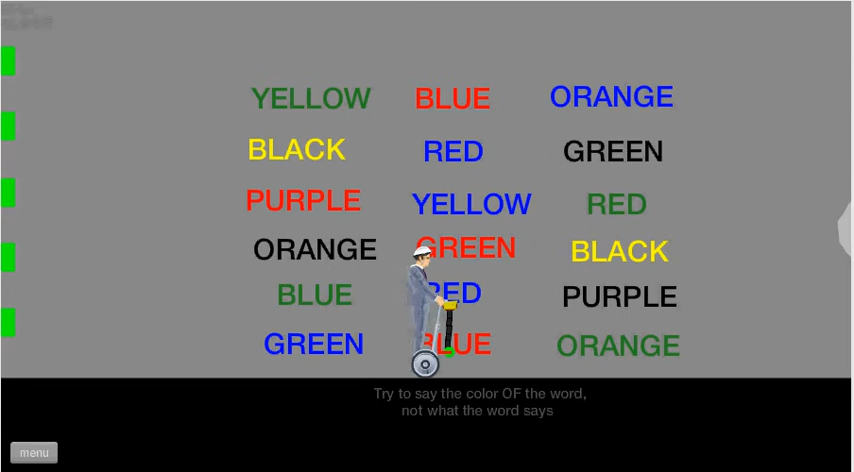 YELLOW BLUE ORANGE
BLACK RED GREEN
PURPLE YELLOW RED
ORANGE GREEN BLACK
BLUE RED PURPLE
GREEN BLUE ORANGE
Try to say the color OF the word,
not what the word says
menu